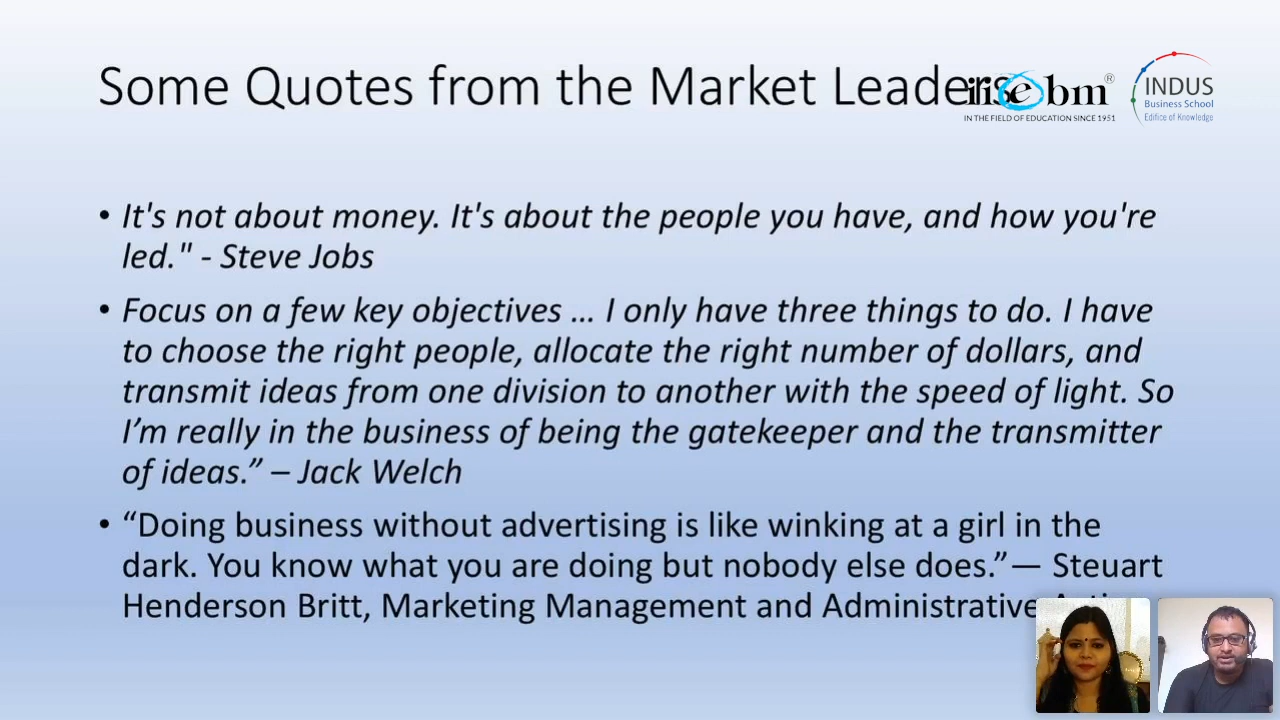 Some Quotes from the Market Leaders
iisebm®
IN THE FIELD OF EDUCATION SINCE 1951
INDUS
Business School
Edifice of Knowledge
• It's not about money. It's about the people you have, and how you're
led." - Steve Jobs
• Focus on a few key objectives … I only have three things to do. I have
to choose the right people, allocate the right number of dollars, and
transmit ideas from one division to another with the speed of light. So
I’m really in the business of being the gatekeeper and the transmitter
of ideas.” – Jack Welch
• “Doing business without advertising is like winking at a girl in the
dark. You know what you are doing but nobody else does.”— Steuart
Henderson Britt, Marketing Management and Administrative